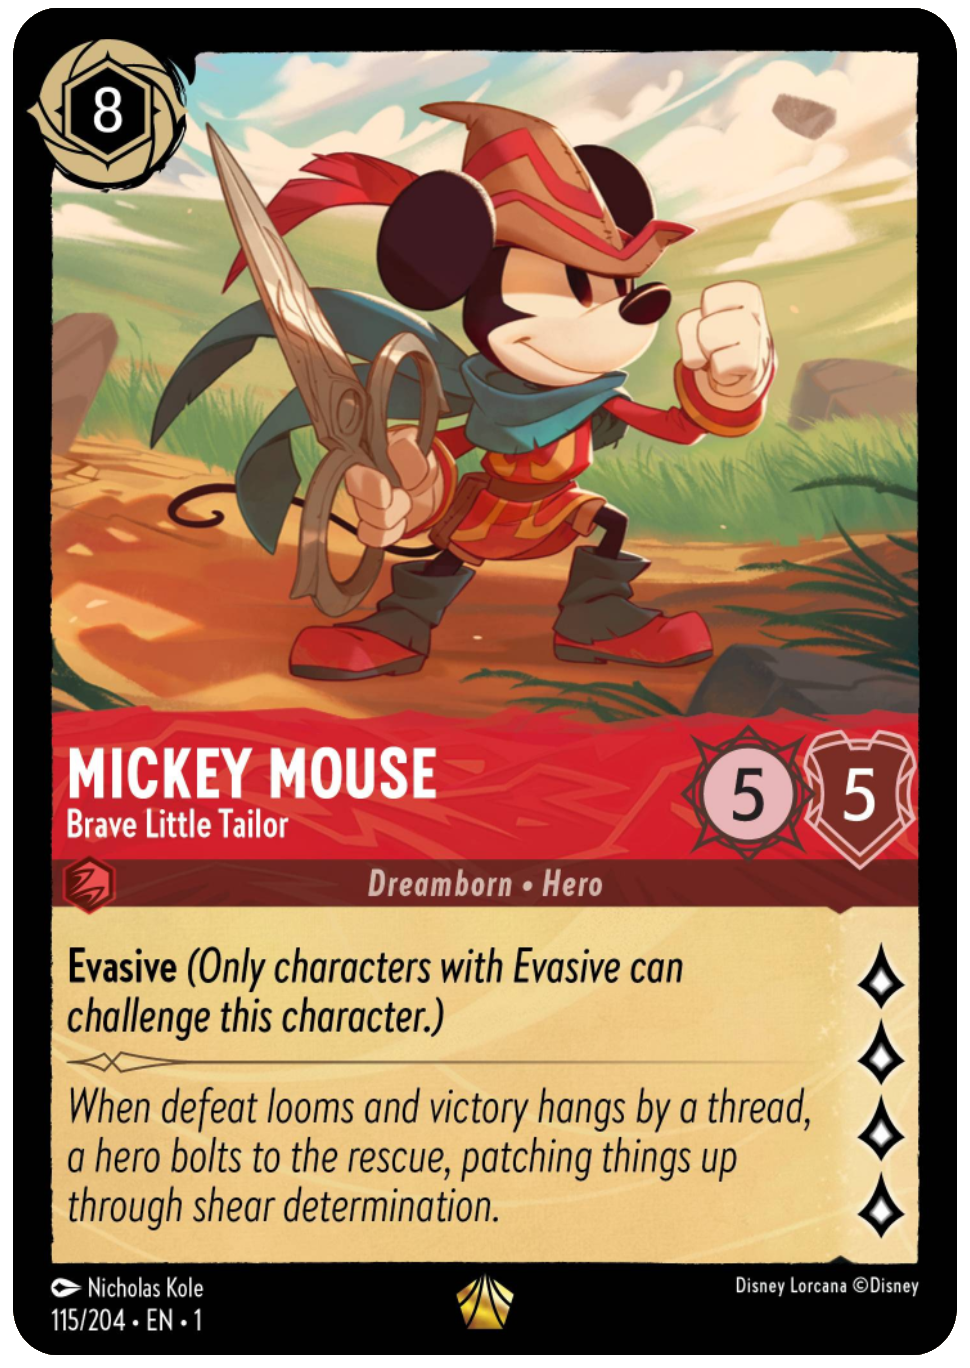 8
MICKEY MOUSE
Brave Little Tailor
5
5
Dreamborn • Hero
Evasive (Only characters with Evasive can
challenge this character.)
When defeat looms and victory hangs by a thread,
a hero bolts to the rescue, patching things up
through shear determination.
Nicholas Kole
115/204 • EN • 1
Disney Lorcana ©Disney